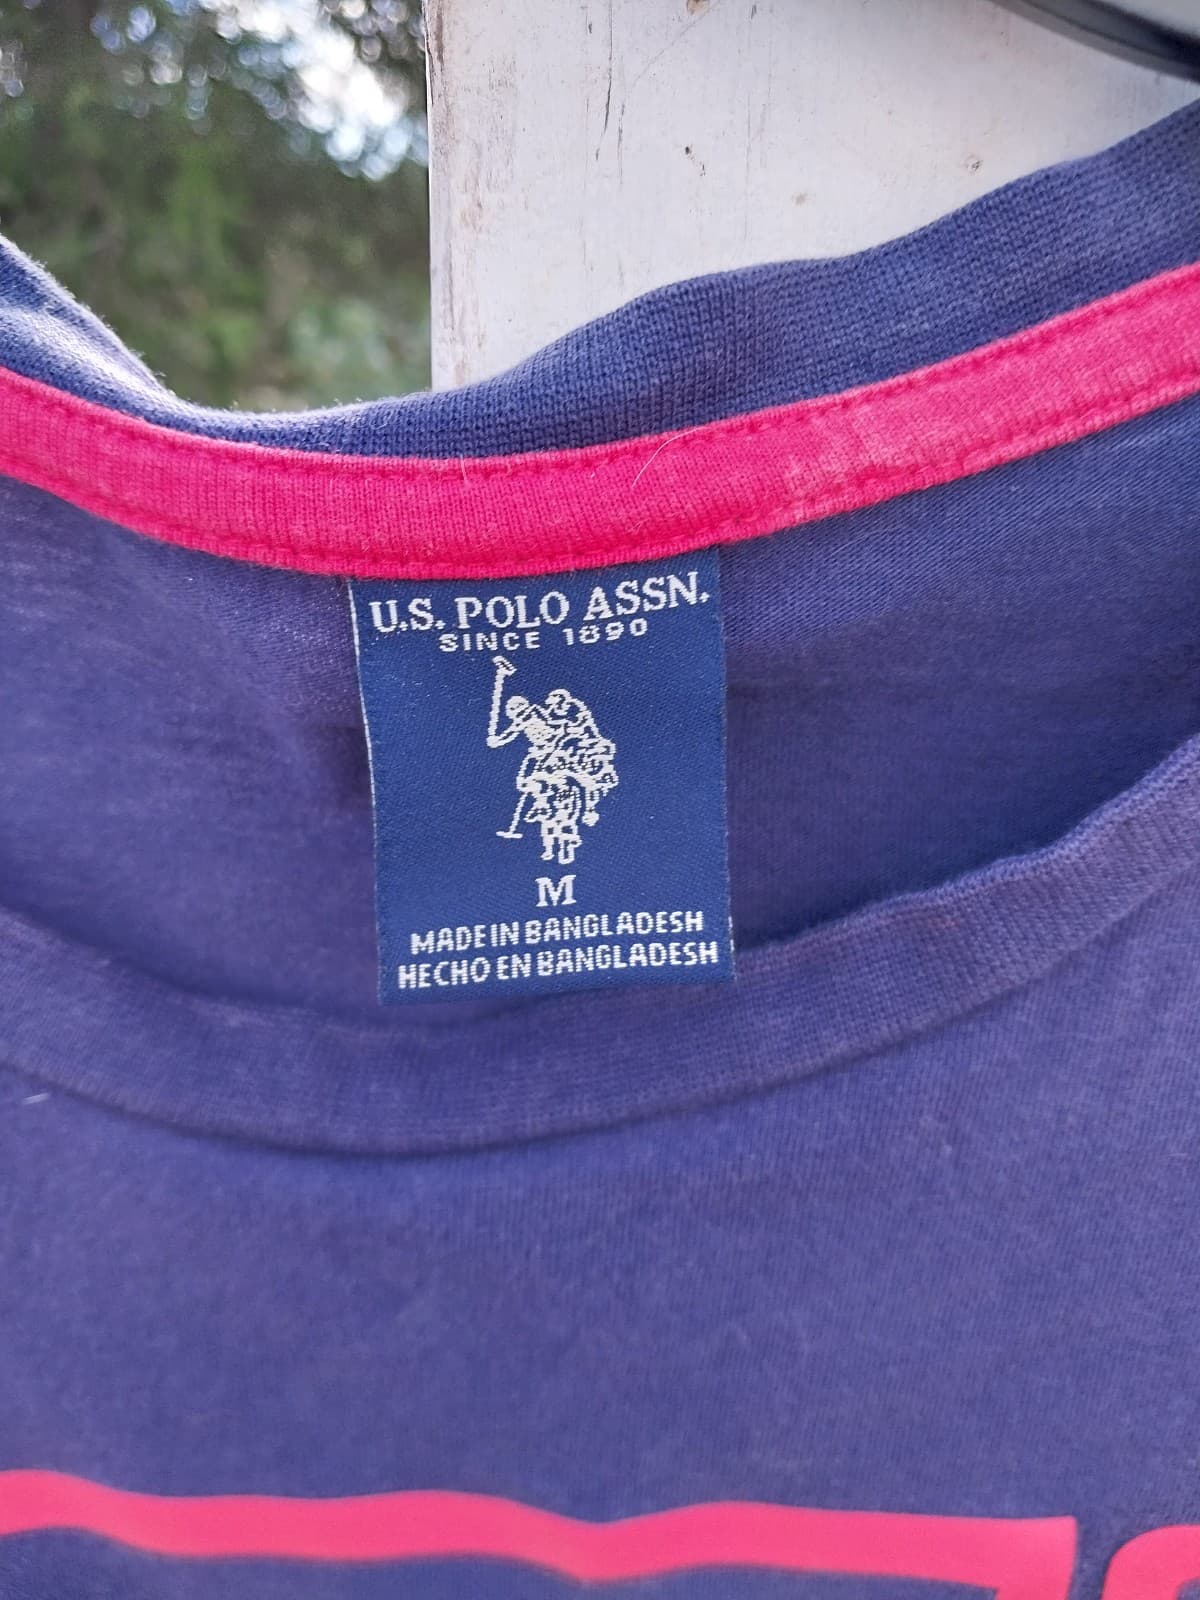 U.S. POLO ASSN.
SINCE 1890
M
MADE IN BANGLADESH
HECHO EN BANGLADESH